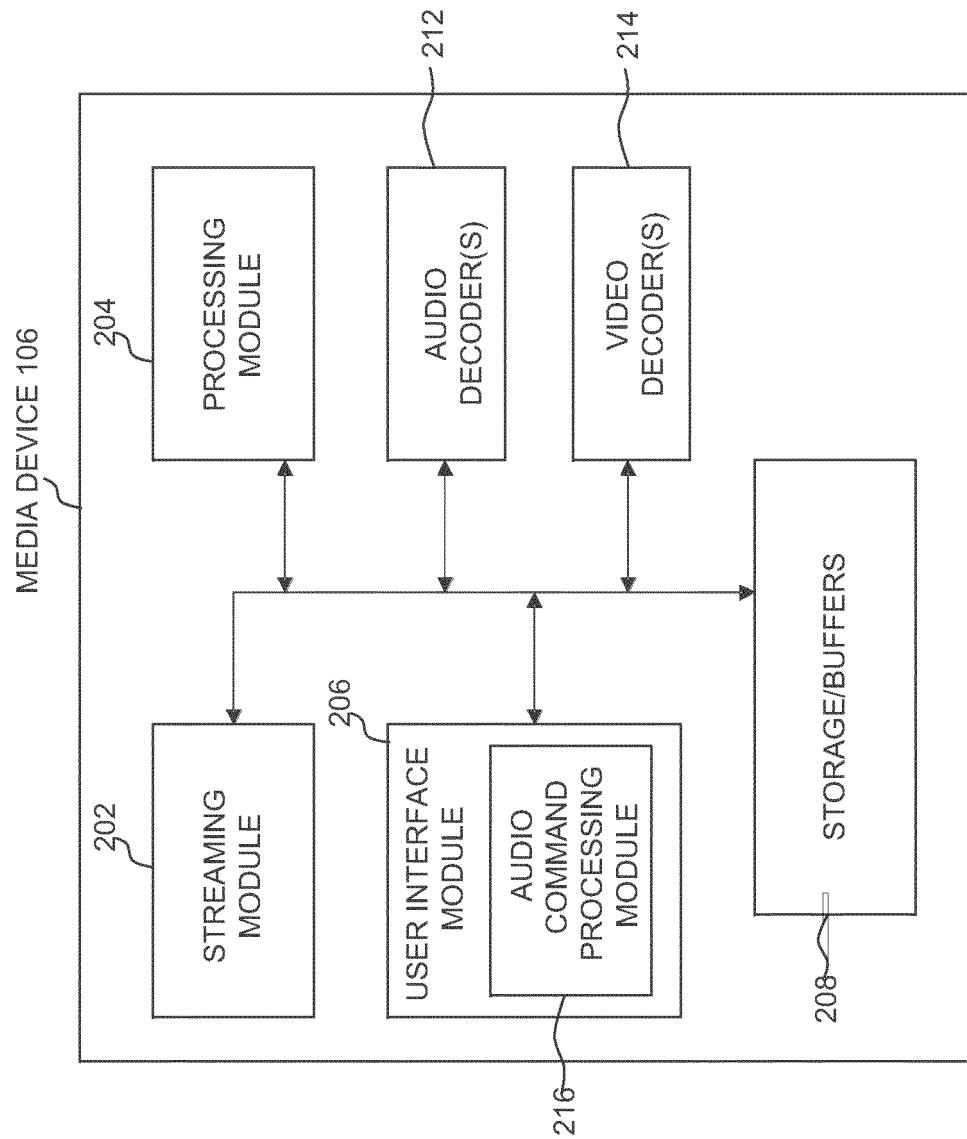 MEDIA DEVICE 106
202
STREAMING
MODULE
204
PROCESSING
MODULE
206
USER INTERFACE
MODULE
AUDIO
COMMAND
PROCESSING
MODULE
216
AUDIO
DECODER(S)
212
VIDEO
DECODER(S)
214
STORAGE/BUFFERS
208